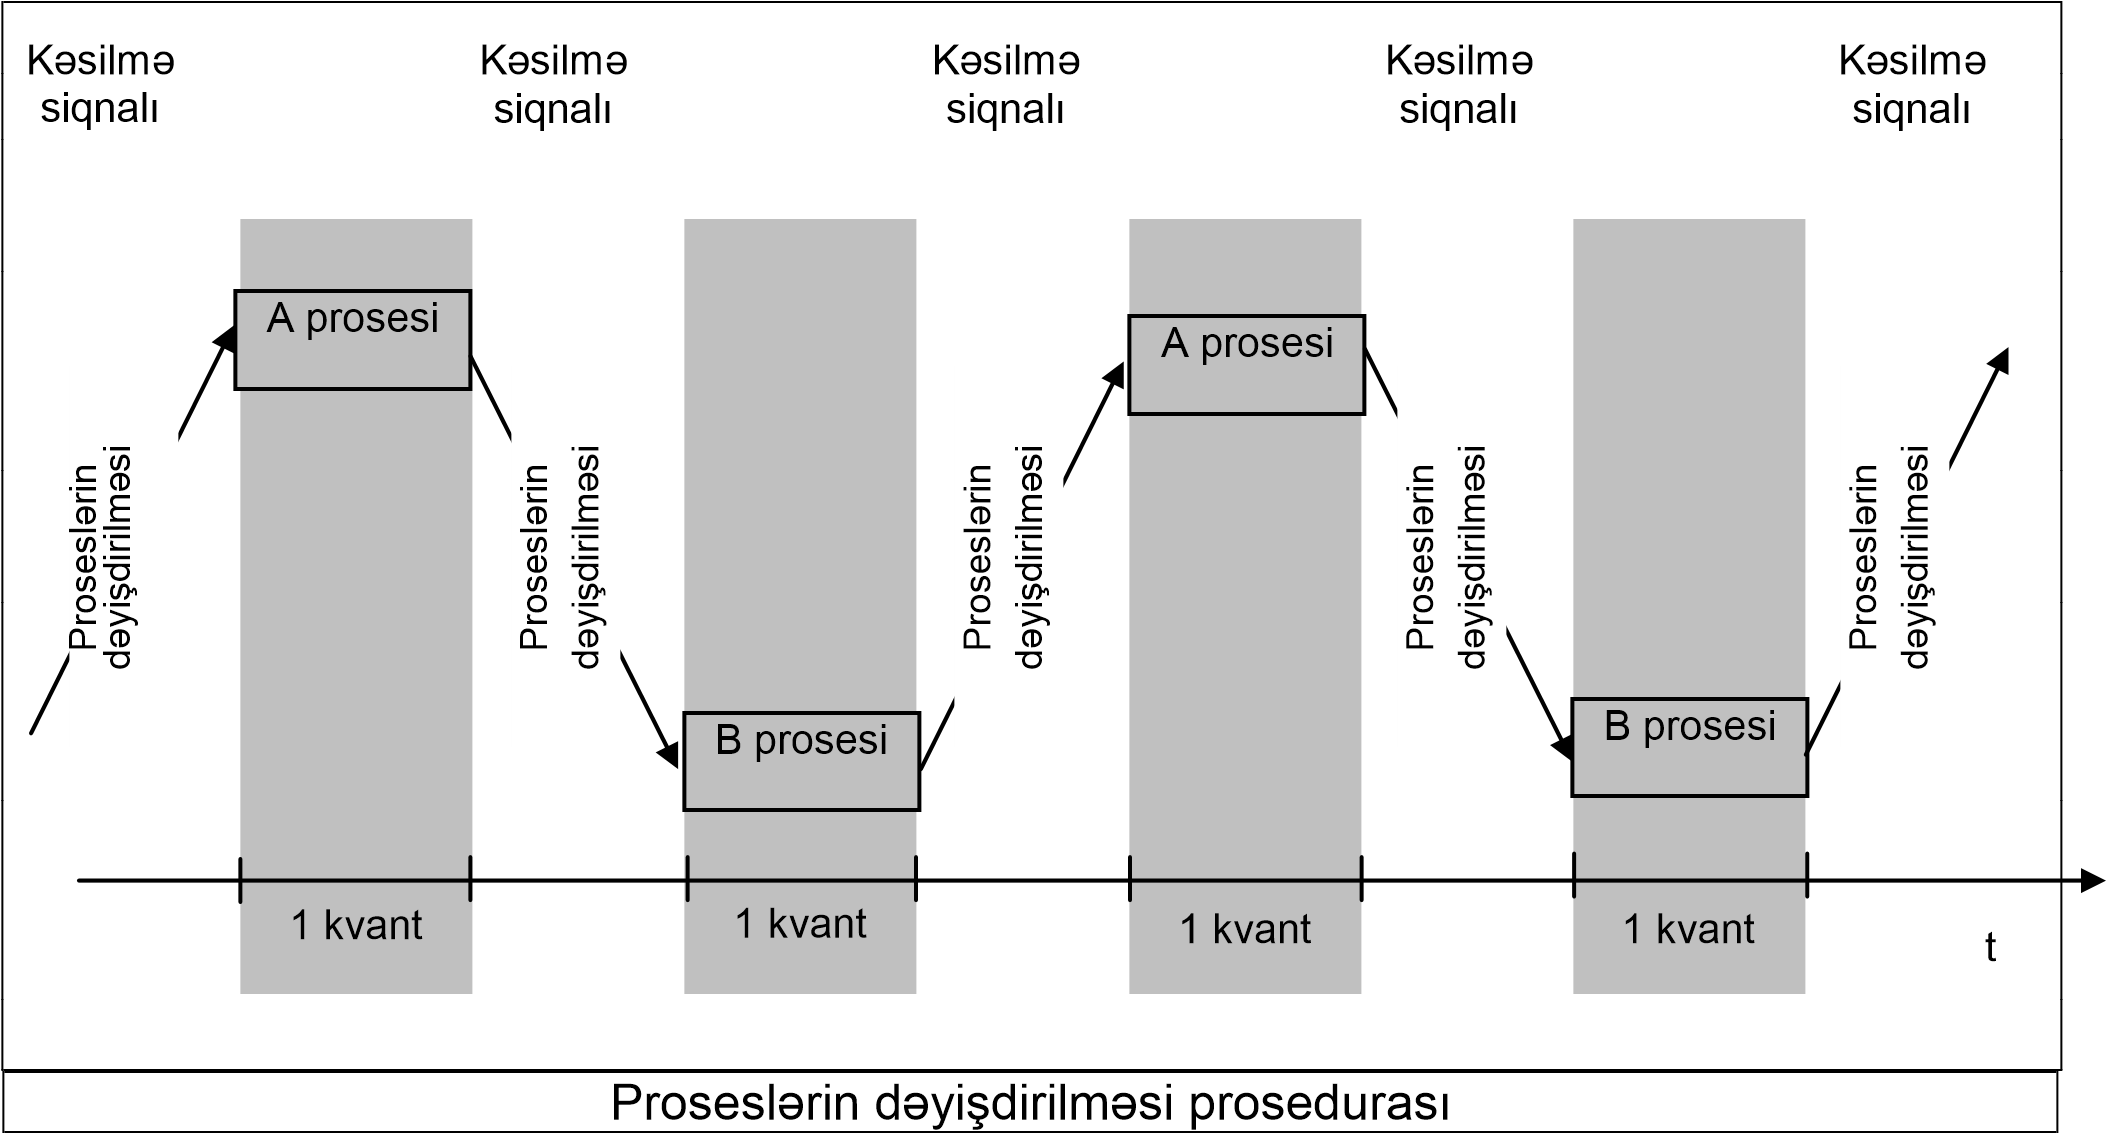 Kəsilmə
siqnalı
Kəsilmə
siqnalı
Kəsilmə
siqnalı
Kəsilmə
siqnalı
Kəsilmə
siqnalı
A prosesi
A prosesi
Proseslərin
dəyişdirilməsi
Proseslərin
dəyişdirilməsi
Proseslərin
dəyişdirilməsi
Proseslərin
dəyişdirilməsi
Proseslərin
dəyişdirilməsi
B prosesi
B prosesi
1 kvant
1 kvant
1 kvant
1 kvant
t
Proseslərin dəyişdirilməsi prosedurası